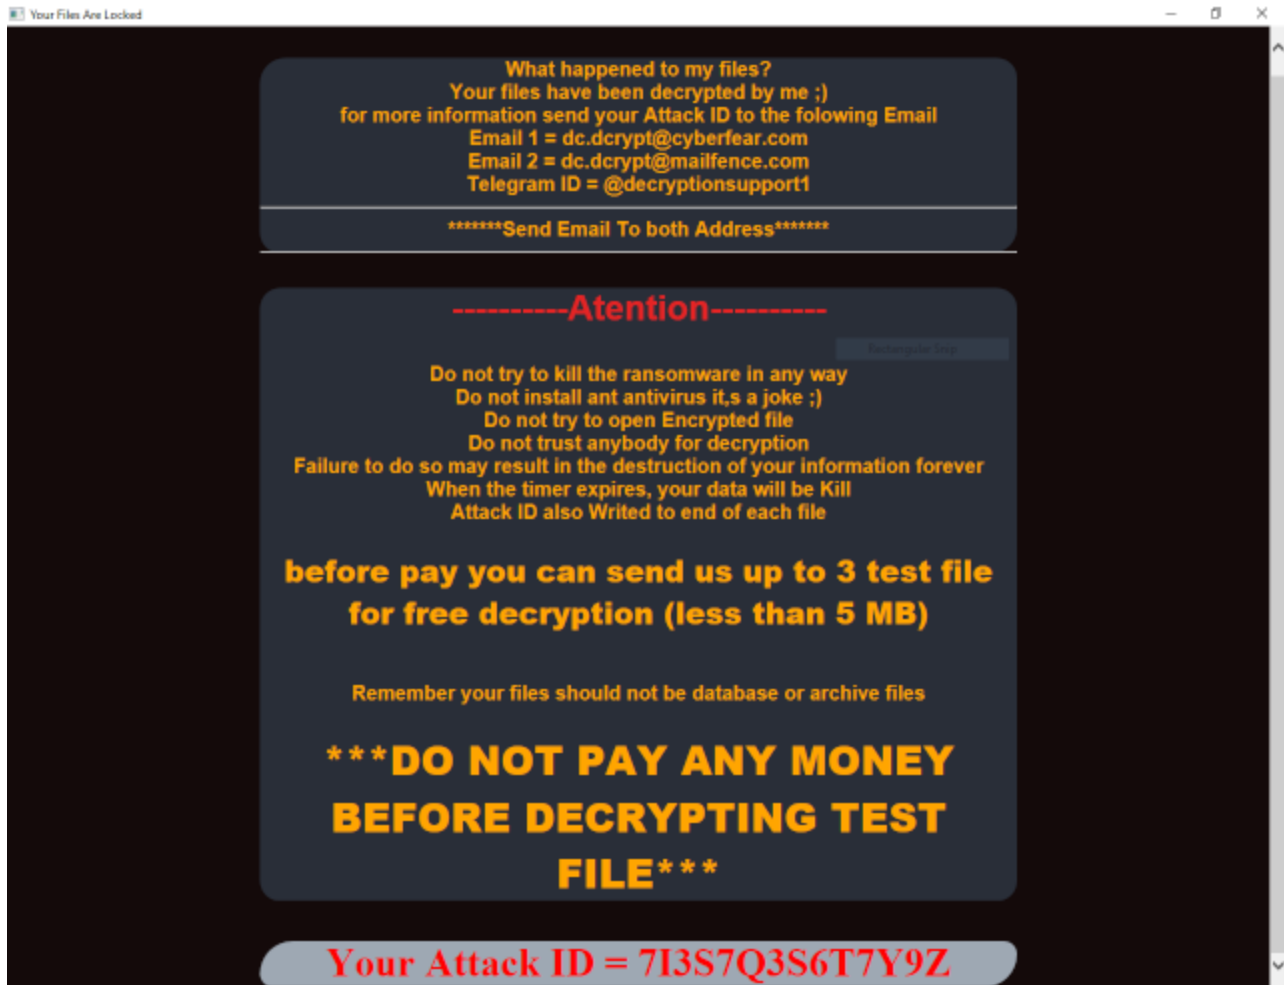 Your Files Are Locked
What happened to my files?
Your files have been decrypted by me ;)
for more information send your Attack ID to the folowing Email
Email 1 = dc.dcrypt@cyberfear.com
Email 2 = dc.dcrypt@mailfence.com
Telegram ID = @decryptionsupport1
*******Send Email To both Address*******
----------Atention----------
Rectangular Snip
Do not try to kill the ransomware in any way
Do not install ant antivirus it,s a joke ;)
Do not try to open Encrypted file
Do not trust anybody for decryption
Failure to do so may result in the destruction of your information forever
When the timer expires, your data will be Kill
Attack ID also Writed to end of each file
before pay you can send us up to 3 test file
for free decryption (less than 5 MB)
Remember your files should not be database or archive files
***DO NOT PAY ANY MONEY
BEFORE DECRYPTING TEST
FILE***
Your Attack ID = 7I3S7Q3S6T7Y9Z